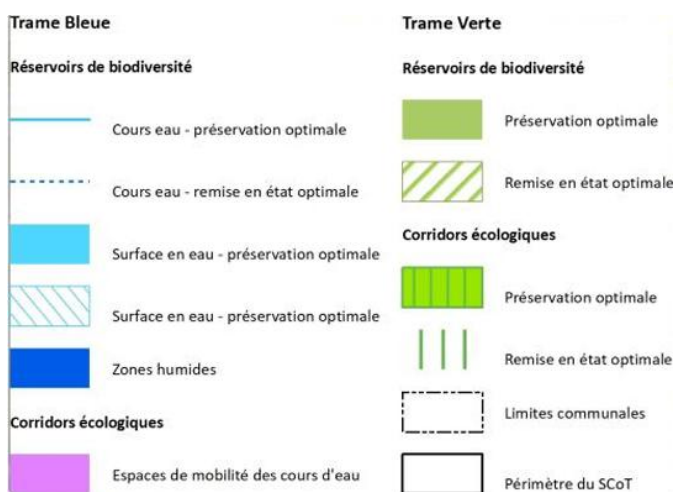 Trame Bleue
Réservoirs de biodiversité
Cours eau - préservation optimale
Cours eau - remise en état optimale
Surface en eau - préservation optimale
Surface en eau - préservation optimale
Zones humides
Corridors écologiques
Espaces de mobilité des cours d'eau
Trame Verte
Réservoirs de biodiversité
Préservation optimale
Remise en état optimale
Corridors écologiques
Préservation optimale
Remise en état optimale
Limites communales
Périmètre du SCoT